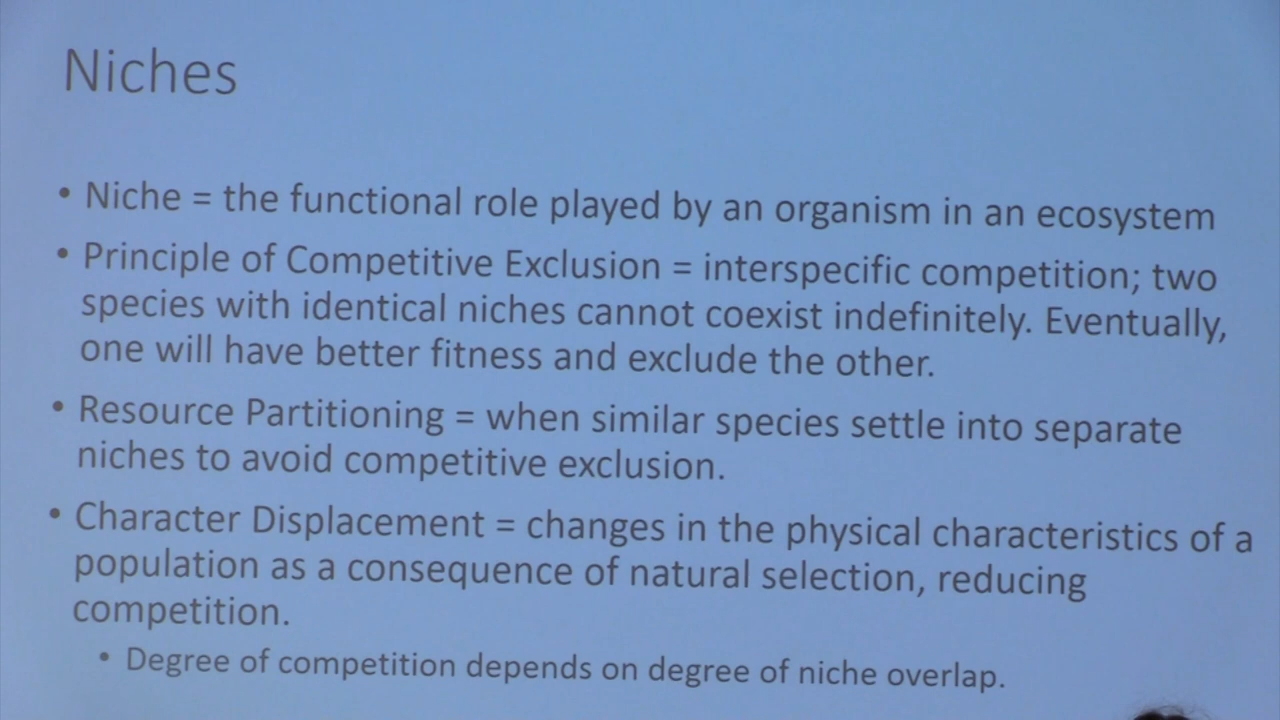 Niches
• Niche = the functional role played by an organism in an ecosystem
• Principle of Competitive Exclusion = interspecific competition; two
species with identical niches cannot coexist indefinitely. Eventually,
one will have better fitness and exclude the other.
• Resource Partitioning = when similar species settle into separate
niches to avoid competitive exclusion.
• Character Displacement = changes in the physical characteristics of a
population as a consequence of natural selection, reducing
competition.
• Degree of competition depends on degree of niche overlap.